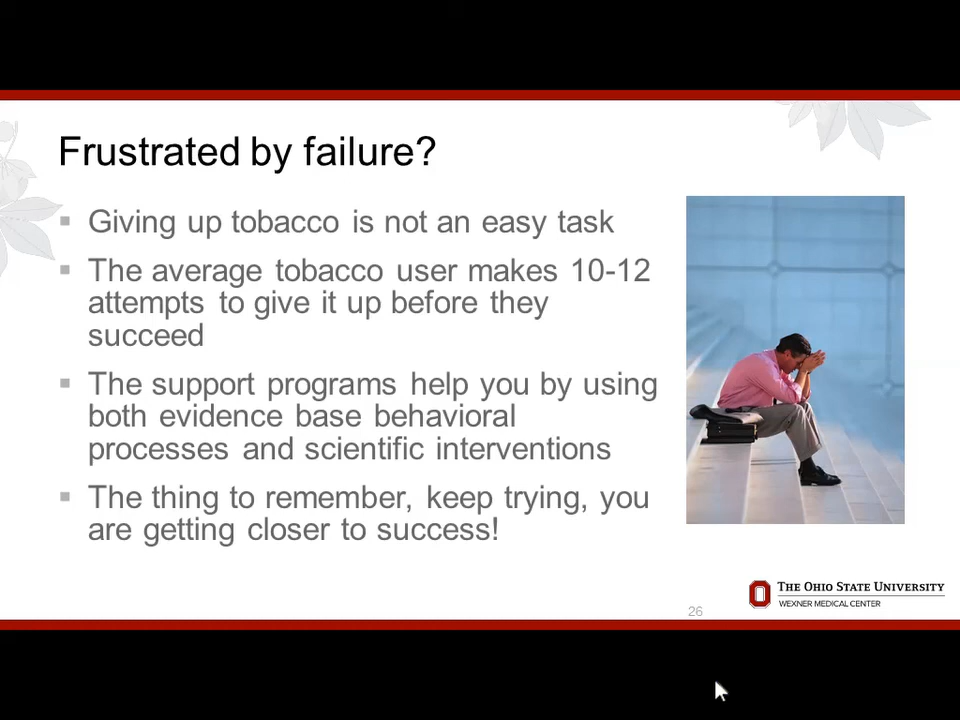 Frustrated by failure?
▪ Giving up tobacco is not an easy task
▪ The average tobacco user makes 10-12
attempts to give it up before they
succeed
▪ The support programs help you by using
both evidence base behavioral
processes and scientific interventions
▪ The thing to remember, keep trying, you
are getting closer to success!
THE OHIO STATE UNIVERSITY
WEXNER MEDICAL CENTER
26